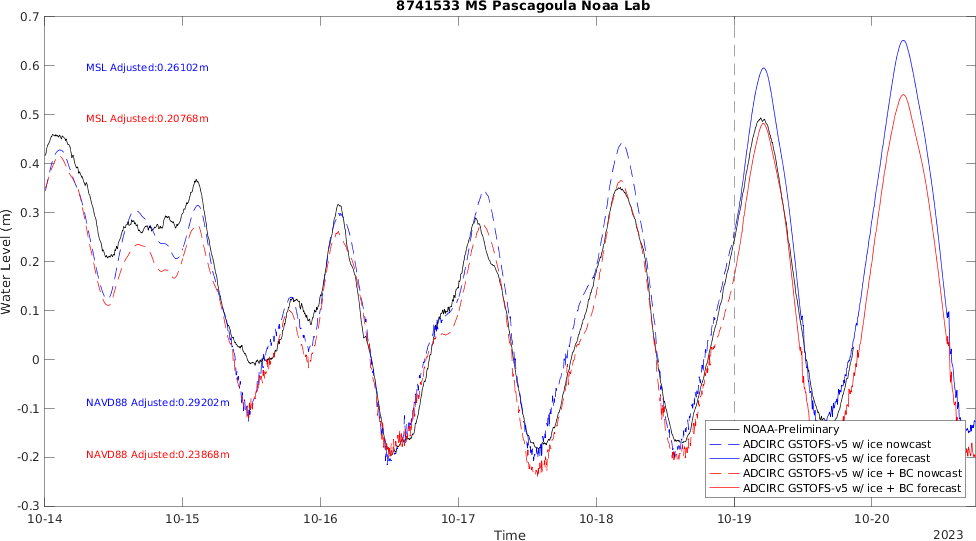 8741533 MS Pascagoula Noaa Lab
0.7
0.6
0.5
0.4
0.3
0.2
0.1
0
-0.1
-0.2
-0.3
Water Level (m)
MSL Adjusted:0.26102m
MSL Adjusted:0.20768m
NAVD88 Adjusted:0.29202m
NAVD88 Adjusted:0.23868m
NOAA-Preliminary
ADCIRC GSTOFS-v5 w/ ice nowcast
ADCIRC GSTOFS-v5 w/ ice forecast
ADCIRC GSTOFS-v5 w/ ice + BC nowcast
ADCIRC GSTOFS-v5 w/ ice + BC forecast
10-14 10-15 10-16 10-17 10-18 10-19 10-20
Time
2023